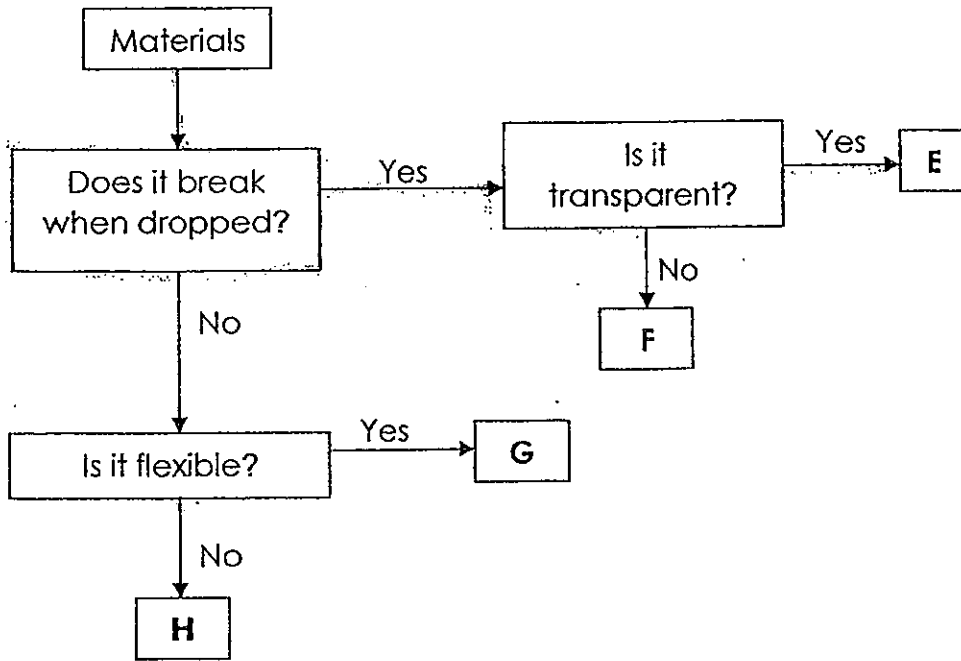 Materials
Does it break
when dropped?
Yes
Is it
transparent?
Yes
E
No
F
No
Is it flexible?
Yes
G
No
H